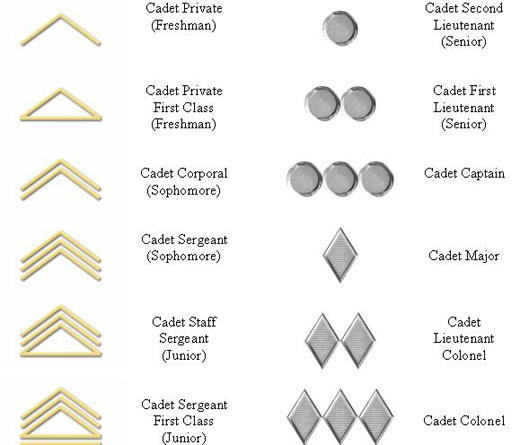 Cadet Private
(Freshman)
Cadet Second
Lieutenant
(Senior)
Cadet Private
First Class
(Freshman)
Cadet First
Lieutenant
(Senior)
Cadet Corporal
(Sophomore)
Cadet Captain
Cadet Sergeant
(Sophomore)
Cadet Major
Cadet Staff
Sergeant
(Junior)
Cadet
Lieutenant
Colonel
Cadet Sergeant
First Class
(Junior)
Cadet Colonel